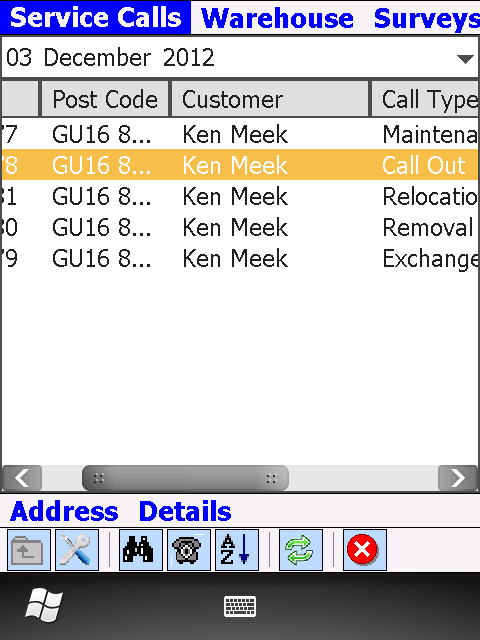 Service Calls Warehouse Surveys
03 December 2012
Post Code Customer Call Type
7 GU16 8... Ken Meek Maintena
8 GU16 8... Ken Meek Call Out
31 GU16 8... Ken Meek Relocatio
30 GU16 8... Ken Meek Removal
9 GU16 8... Ken Meek Exchange
Address Details
A
Z